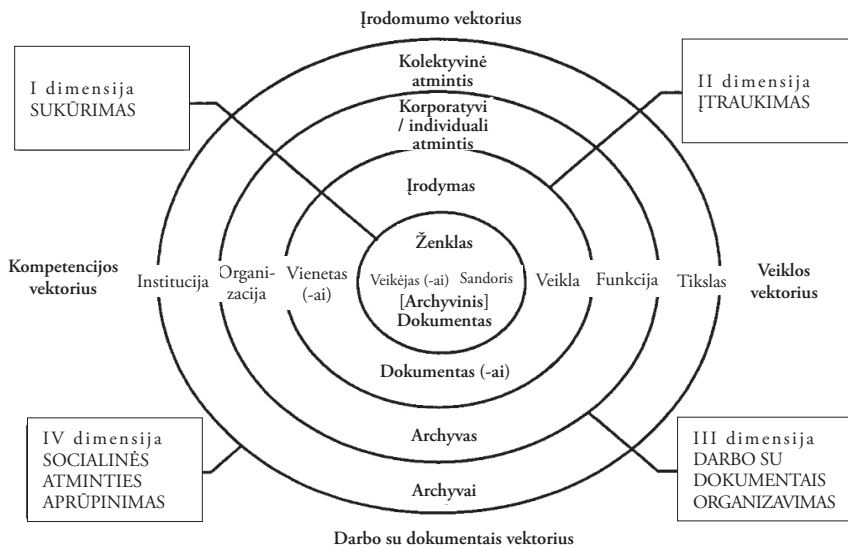 Įrodomumo vektorius
I dimensija
SUKŪRIMAS
Kolektyvinė
atmintis
II dimensija
ĮTRAUKIMAS
Korporatyvi
/ individuali
atmintis
Įrodymas
Ženklas
Kompetencijos
vektorius
Institucija
Organi-
zacija
Vienetas
(-ai)
Veikėjas (-ai)
Sandoris
Veikla
Funkcija
Tikslas
Veiklos
vektorius
[Archyvinis]
Dokumentas
Dokumentas (-ai)
IV dimensija
SOCIALINĖS
ATMINTIES
APRŪPINIMAS
Archyvas
III dimensija
DARBO SU
DOKUMENTAIS
ORGANIZAVIMAS
Archyvai
Darbo su dokumentais vektorius